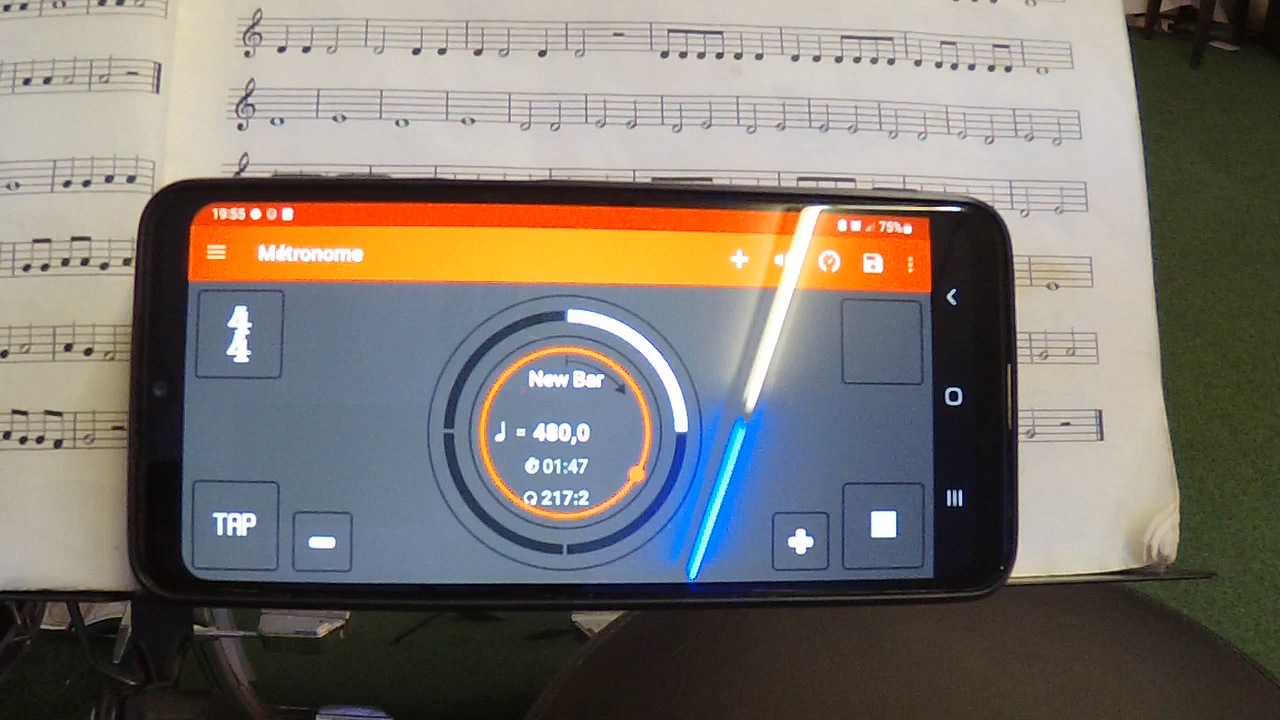 19:55 75%
Métronome
4
4
New Bar
♩ = 480,0
01:47
217:2
TAP